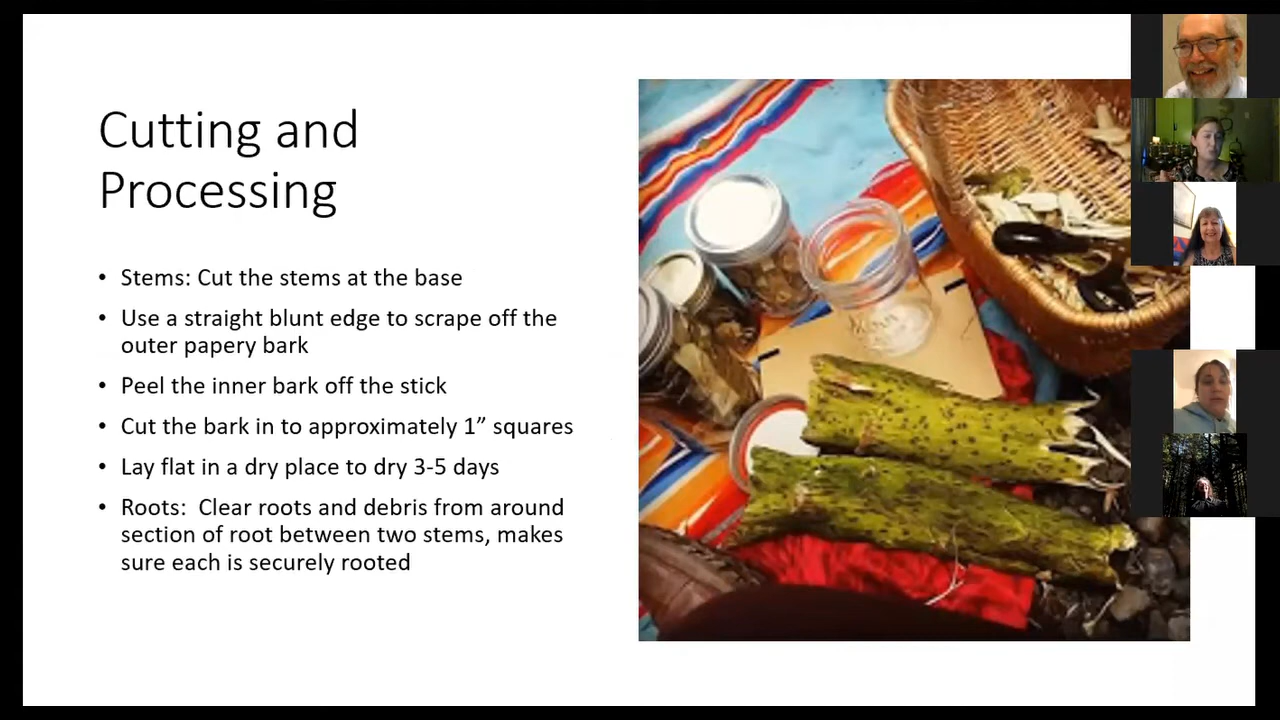 Cutting and
Processing
• Stems: Cut the stems at the base
• Use a straight blunt edge to scrape off the
outer papery bark
• Peel the inner bark off the stick
• Cut the bark in to approximately 1” squares
• Lay flat in a dry place to dry 3-5 days
• Roots:  Clear roots and debris from around
section of root between two stems, makes
sure each is securely rooted